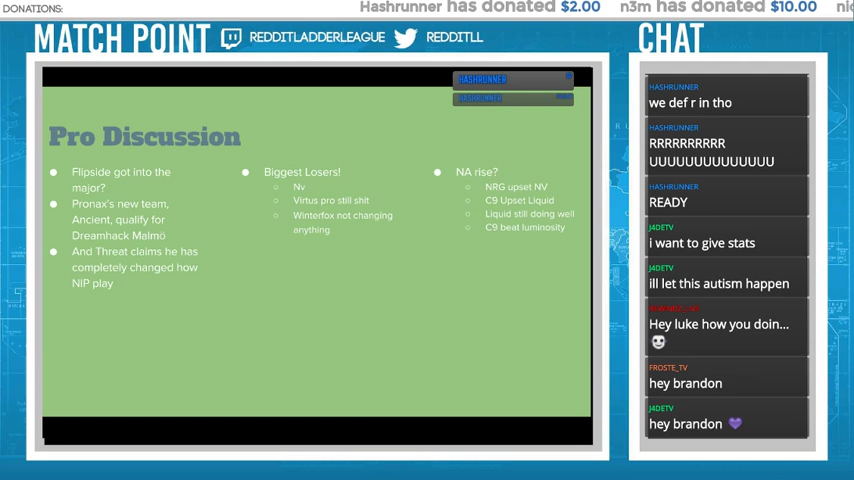 DONATIONS:
Hashrunner has donated $2.00 n3m has donated $10.00 nic
MATCH POINT REDDITLADDERLEAGUE REDDITLL
CHAT
HASHRUNNER
HASHRUNNER
Pro Discussion
Flipside got into the
major?
Pronax's new team,
Ancient, qualify for
Dreamhack Malmö
And Threat claims he has
completely changed how
NIP play
Biggest Losers!
Nv
Virtus pro still shit
Winterfox not changing
anything
NA rise?
NRG upset NV
C9 Upset Liquid
Liquid still doing well
C9 beat luminosity
HASHRUNNER
we def r in tho
HASHRUNNER
RRRRRRRRRR
UUUUUUUUUUUUUU
HASHRUNNER
READY
J4DETV
i want to give stats
J4DETV
ill let this autism happen
Hey luke how you doin...
FROSTE_TV
hey brandon
J4DETV
hey brandon